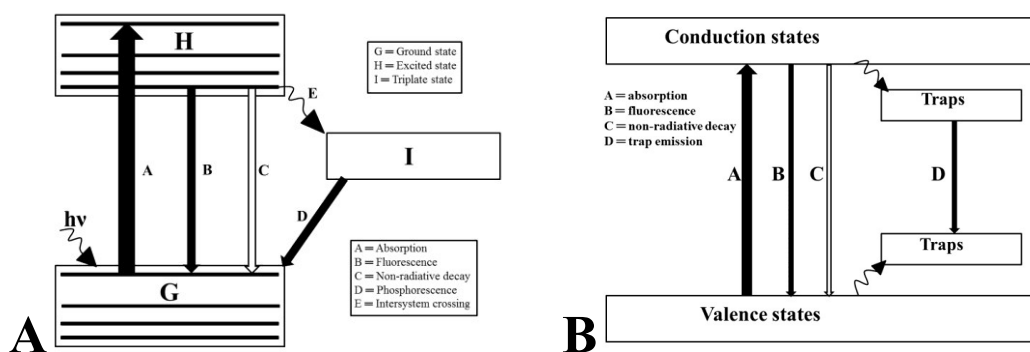 H
G = Ground state
H = Excited state
I = Triplate state
E
I
A
B
C
D
hν
A = Absorption
B = Fluorescence
C = Non-radiative decay
D = Phosphorescence
E = Intersystem crossing
G
A
Conduction states
A = absorption
B = fluorescence
C = non-radiative decay
D = trap emission
Traps
A
B
C
D
Traps
Valence states
B